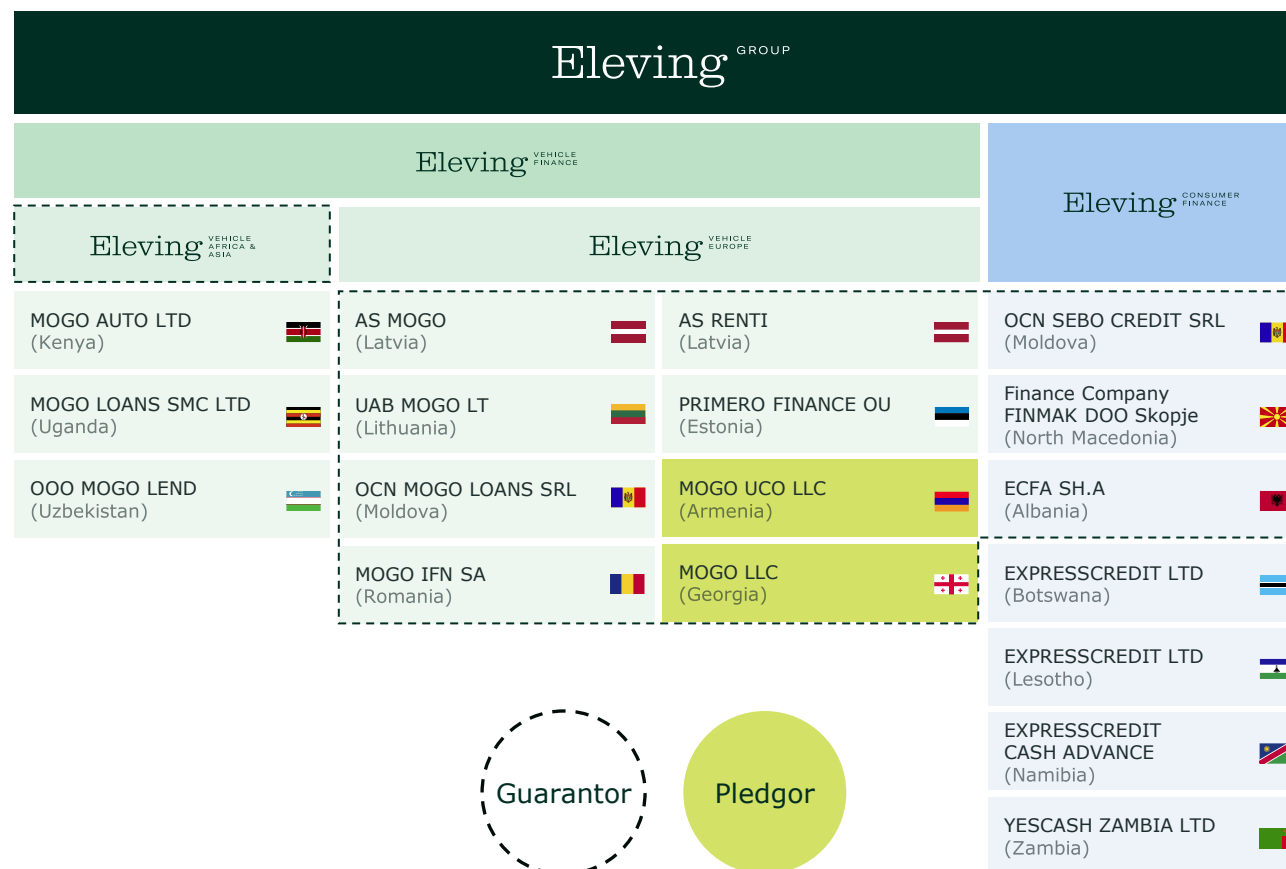 Eleving GROUP
Eleving VEHICLE FINANCE
Eleving CONSUMER FINANCE
Eleving VEHICLE AFRICA & ASIA
Eleving VEHICLE EUROPE
MOGO AUTO LTD
(Kenya)
MOGO LOANS SMC LTD
(Uganda)
OOO MOGO LEND
(Uzbekistan)
AS MOGO
(Latvia)
UAB MOGO LT
(Lithuania)
OCN MOGO LOANS SRL
(Moldova)
MOGO IFN SA
(Romania)
AS RENTI
(Latvia)
PRIMERO FINANCE OU
(Estonia)
MOGO UCO LLC
(Armenia)
MOGO LLC
(Georgia)
OCN SEBO CREDIT SRL
(Moldova)
Finance Company
FINMAK DOO Skopje
(North Macedonia)
ECFA SH.A
(Albania)
EXPRESSCREDIT LTD
(Botswana)
EXPRESSCREDIT LTD
(Lesotho)
EXPRESSCREDIT
CASH ADVANCE
(Namibia)
YESCASH ZAMBIA LTD
(Zambia)
Guarantor
Pledgor